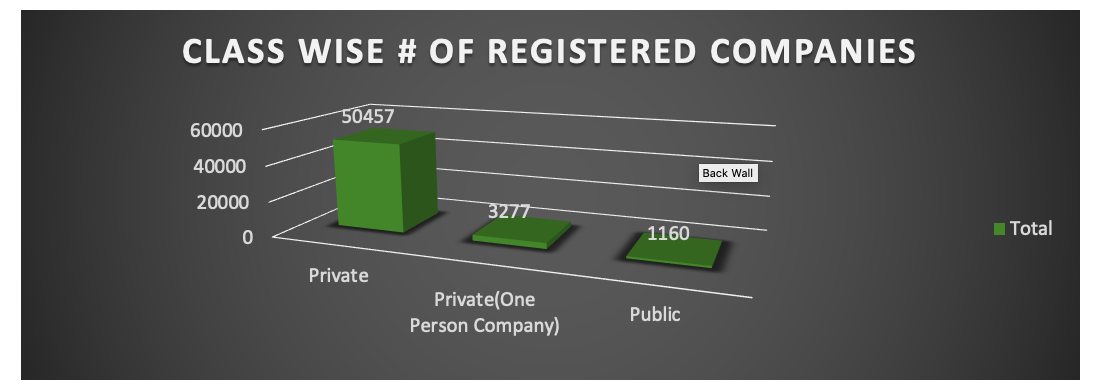 CLASS WISE # OF REGISTERED COMPANIES
50457
60000
40000
Back Wall
20000
3277
1160
Total
0
Private
Private(One
Person Company)
Public